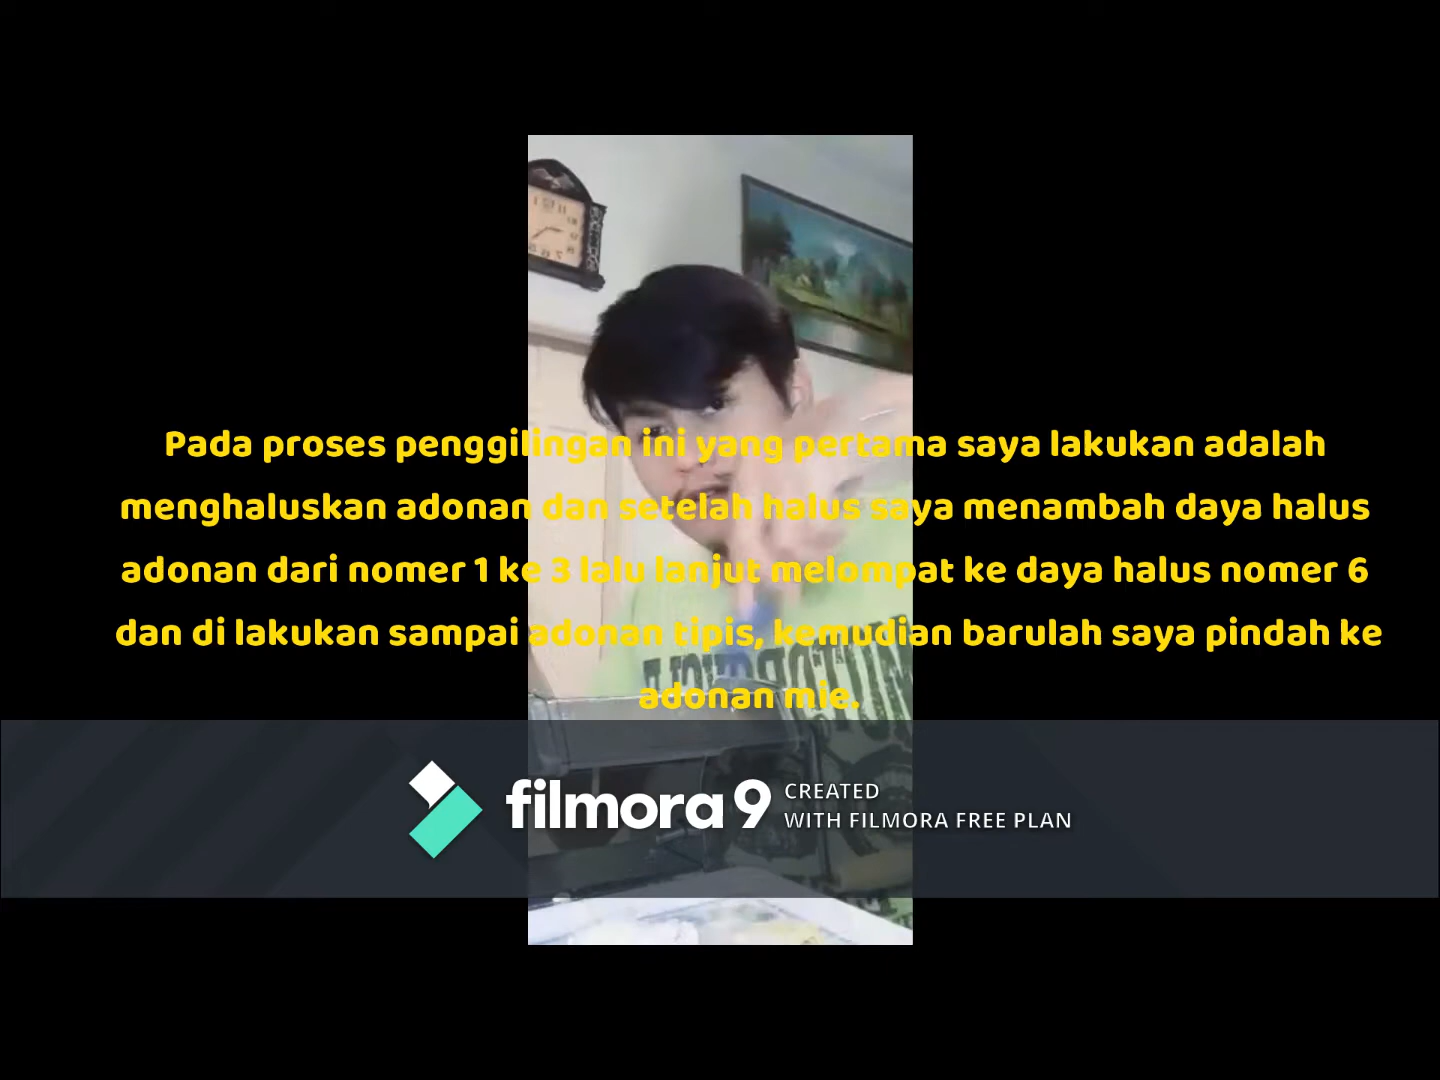 Pada proses penggilingan ini yang pertama saya lakukan adalah
menghaluskan adonan dan setelah halus saya menambah daya halus
adonan dari nomer 1 ke 3 lalu lanjut melompat ke daya halus nomer 6
dan di lakukan sampai adonan tipis, kemudian barulah saya pindah ke
adonan mie.
filmora 9 CREATED
WITH FILMORA FREE PLAN